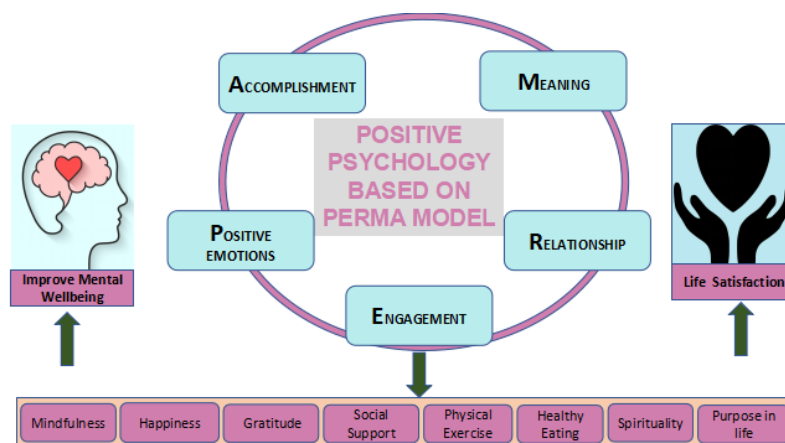 ACCOMPLISHMENT
MEANING
POSITIVE
PSYCHOLOGY
BASED ON
PERMA MODEL
POSITIVE
EMOTIONS
RELATIONSHIP
ENGAGEMENT
Improve Mental
Wellbeing
Life Satisfaction
Mindfulness
Happiness
Gratitude
Social
Support
Physical
Exercise
Healthy
Eating
Spirituality
Purpose in
life